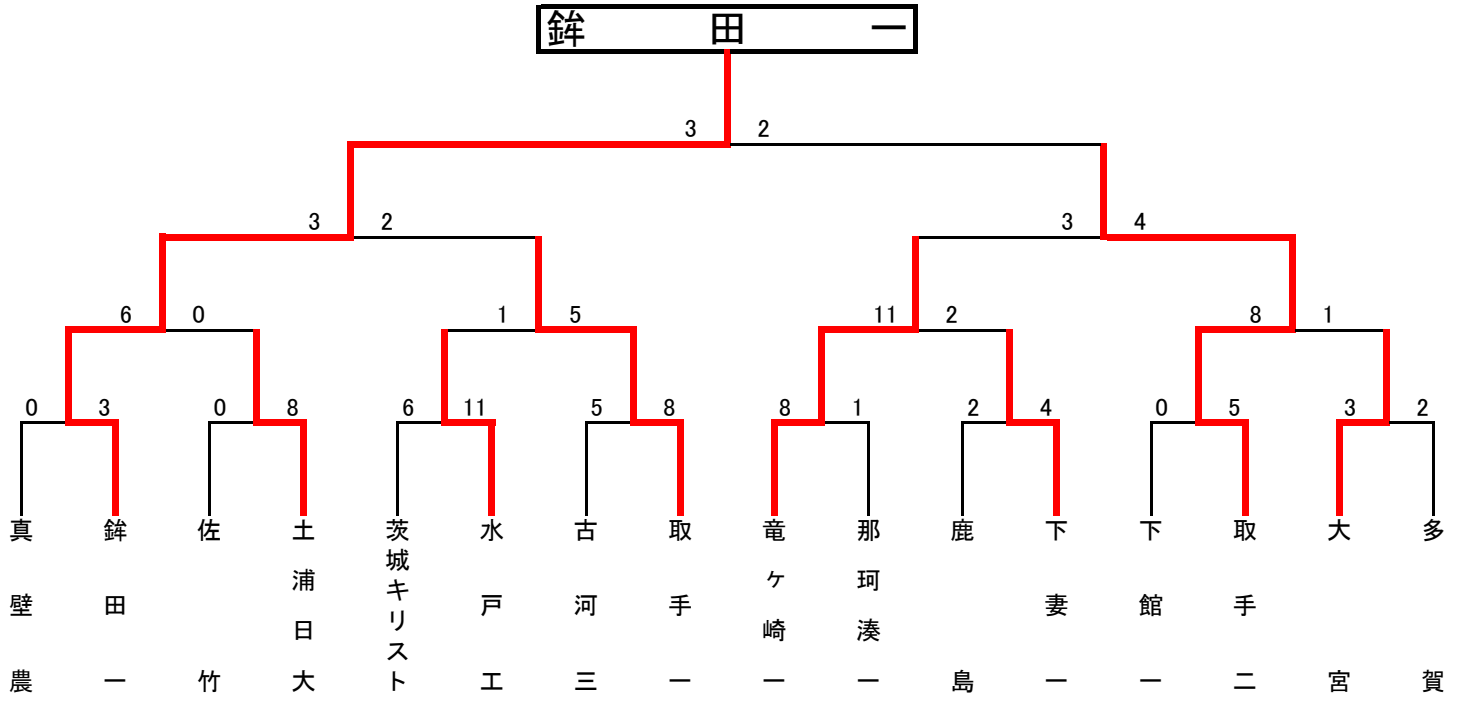 鉾田一
3 2
3 2 3 4
6 0 1 5 11 2 8 1
0 3 0 8 6 11 5 8 8 1 2 4 0 5 3 2
真壁農
鉾田一
佐竹
土浦日大
茨城キリスト
水戸工
古河三
取手一
竜ケ崎一
那珂湊一
鹿島
下妻一
下館一
取手二
大宮
多賀